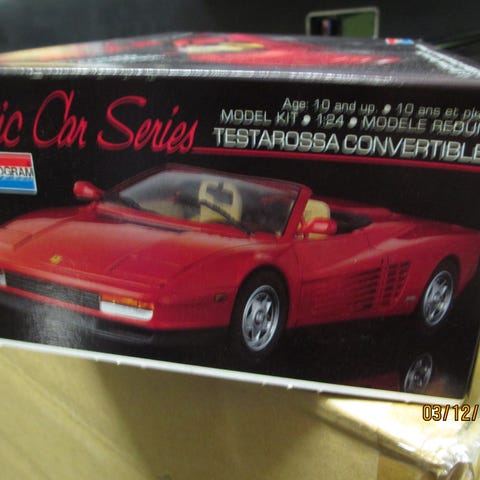 ic Car Series
Age: 10 and up. • 10 ans et plu
MODEL KIT • 1:24 • MODELE REDUI
TESTAROSSA CONVERTIBLE
OGRAM
03/12/